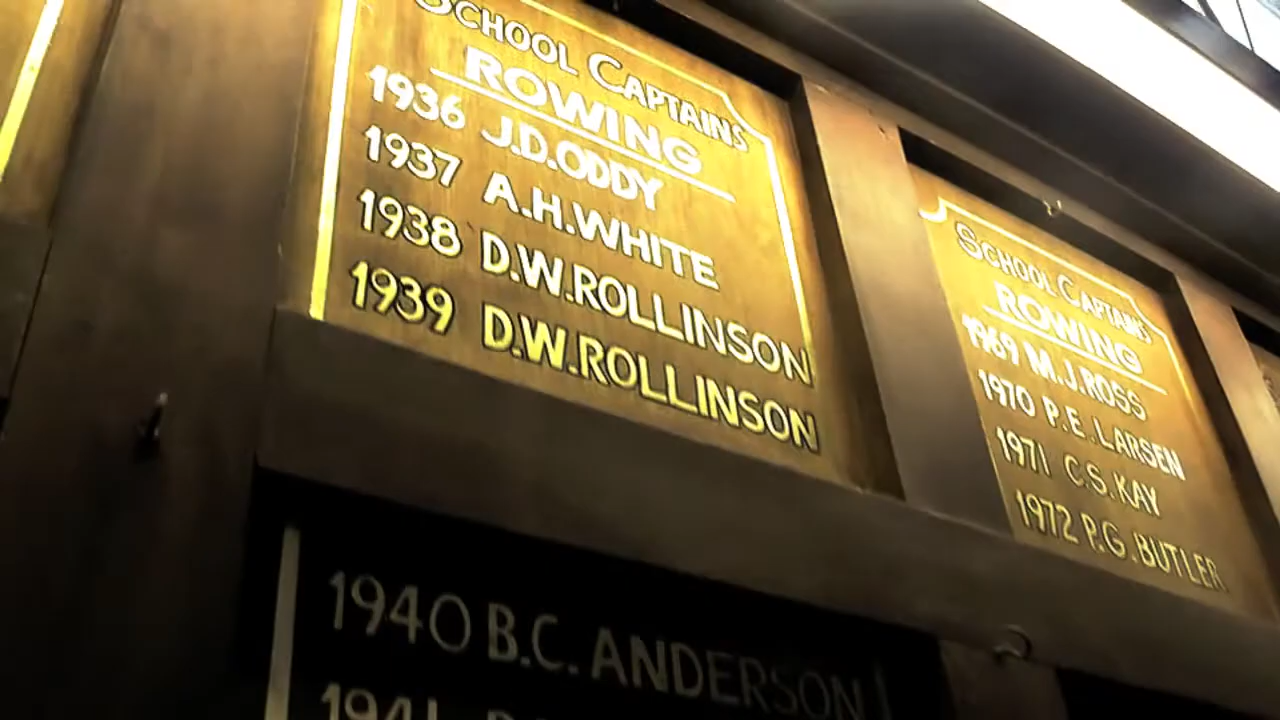 SCHOOL CAPTAINS
ROWING
1936 J.D.ODDY
1937 A.H.WHITE
1938 D.W.ROLLINSON
1939 D.W.ROLLINSON
1940 B.C. ANDERSON
1941
SCHOOL CAPTAINS
ROWING
1969 M.J.ROSS
1970 P.E.LARSEN
1971 C.S.KAY
1972 P.G.BUTLER